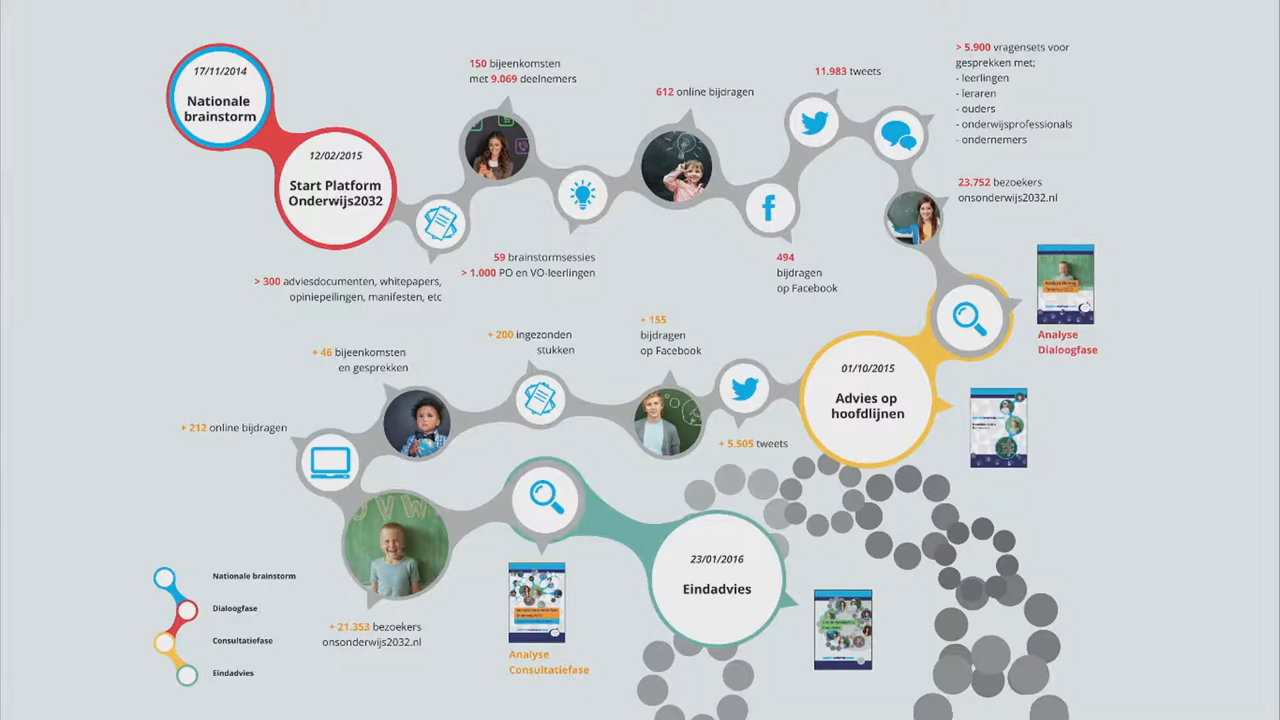 17/11/2014
Nationale
brainstorm
12/02/2015
Start Platform
Onderwijs2032
> 300 adviesdocumenten, whitepapers,
opiniepeilingen, manifesten, etc
150 bijeenkomsten
met 9.069 deelnemers
59 brainstormsessies
> 1.000 PO en VO-leerlingen
612 online bijdragen
494
bijdragen
op Facebook
11.983 tweets
> 5.900 vragensets voor
gesprekken met;
- leerlingen
- leraren
- ouders
- onderwijsprofessionals
- ondernemers
23.752 bezoekers
onsonderwijs2032.nl
Analyse
Dialoogfase
01/10/2015
Advies op
hoofdlijnen
+ 5.505 tweets
+ 155
bijdragen
op Facebook
+ 200 ingezonden
stukken
+ 46 bijeenkomsten
en gesprekken
+ 212 online bijdragen
+ 21.353 bezoekers
onsonderwijs2032.nl
Analyse
Consultatiefase
23/01/2016
Eindadvies
Nationale brainstorm
Dialoogfase
Consultatiefase
Eindadvies